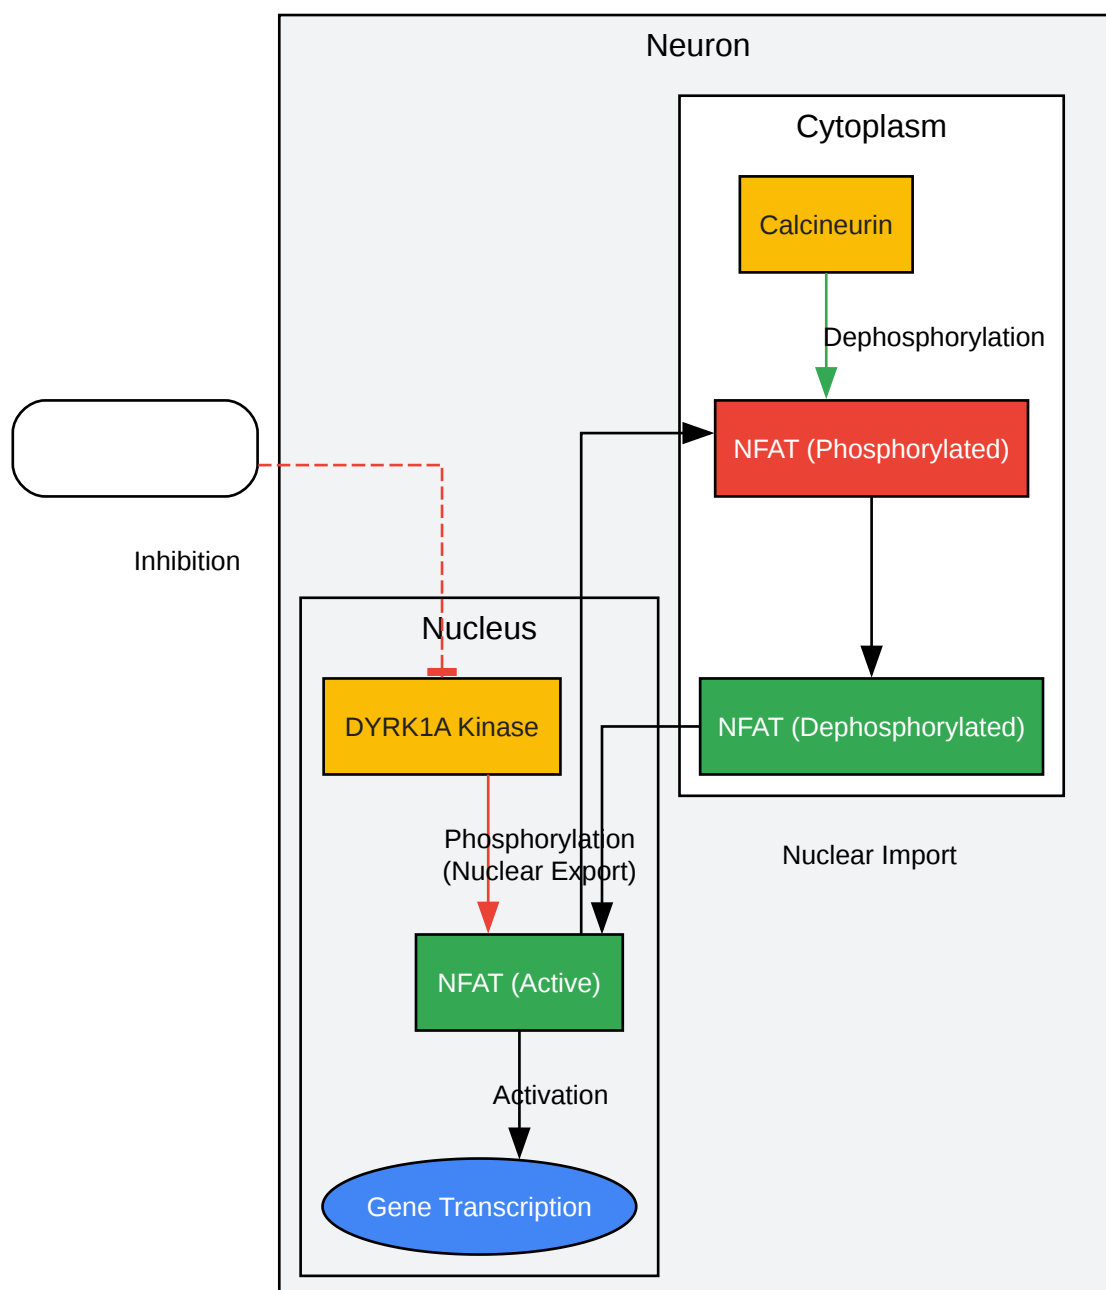 Neuron
Cytoplasm
Calcineurin
Dephosphorylation
NFAT (Phosphorylated)
Inhibition
Nucleus
DYRK1A Kinase
NFAT (Dephosphorylated)
Phosphorylation
(Nuclear Export)
Nuclear Import
NFAT (Active)
Activation
Gene Transcription